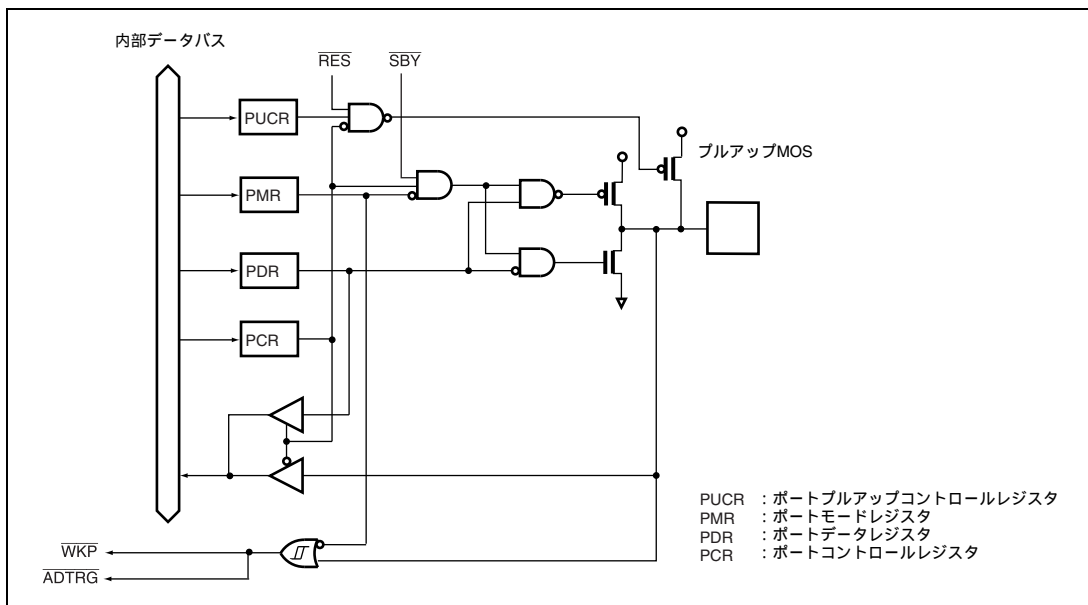 内部データバス
RES
SBY
PUCR
プルアップMOS
PMR
PDR
PCR
PUCR :ポートプルアップコントロールレジスタ
PMR :ポートモードレジスタ
PDR :ポートデータレジスタ
PCR :ポートコントロールレジスタ
WKP
ADTRG